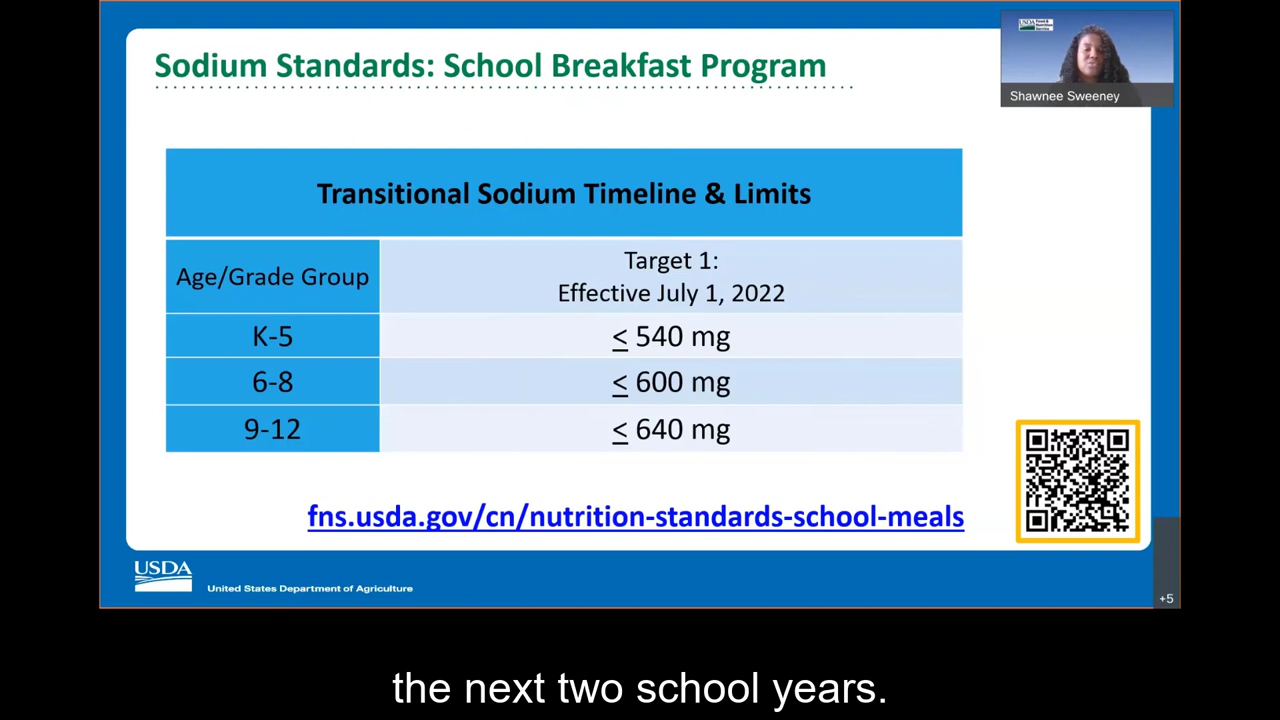 Sodium Standards: School Breakfast Program
Shawnee Sweeney
Transitional Sodium Timeline & Limits
Age/Grade Group
Target 1:
Effective July 1, 2022
K-5
≤ 540 mg
6-8
≤ 600 mg
9-12
≤ 640 mg
fns.usda.gov/cn/nutrition-standards-school-meals
USDA
United States Department of Agriculture
+5
the next two school years.